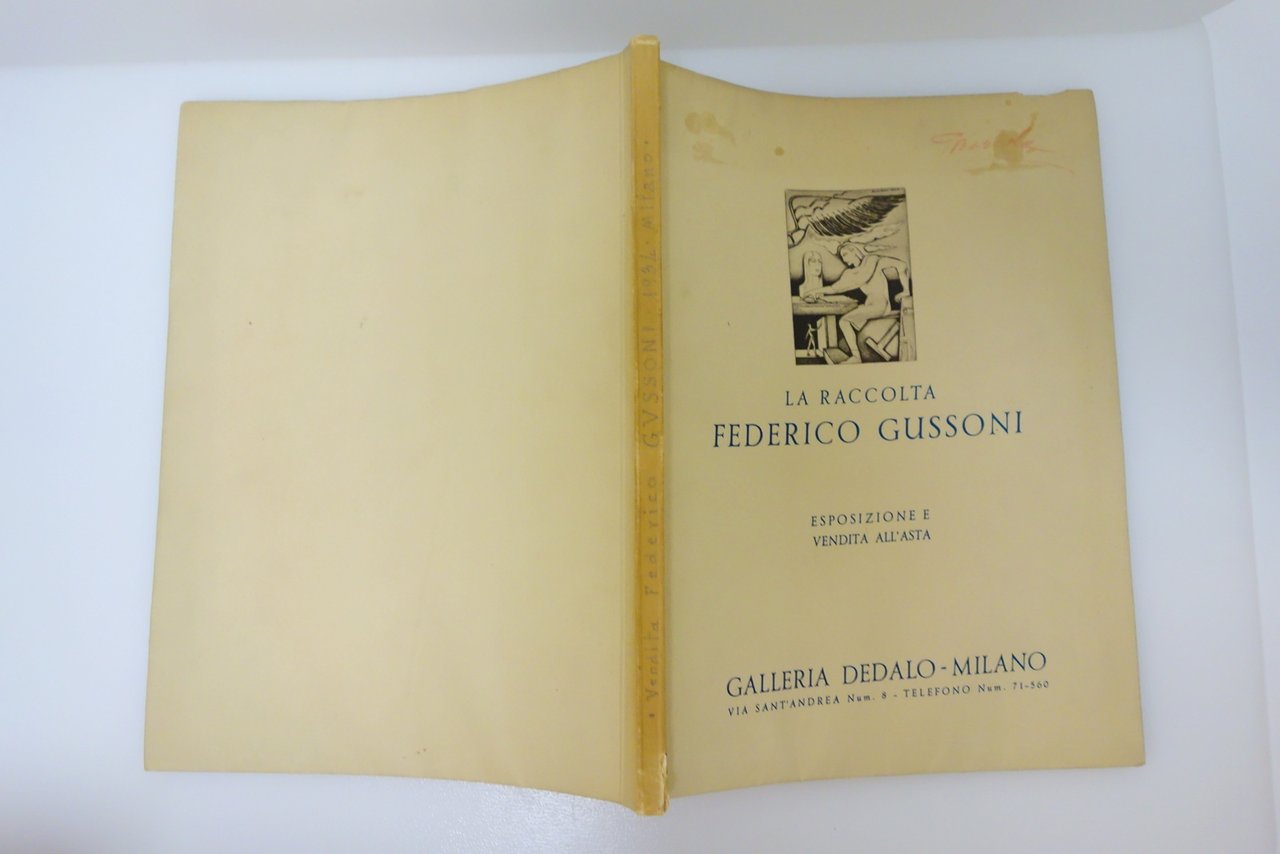 • Vendita Federico GVSSONI • 1934 • Milano •
LA RACCOLTA
FEDERICO GUSSONI
ESPOSIZIONE E
VENDITA ALL'ASTA
GALLERIA DEDALO - MILANO
VIA SANT'ANDREA Num. 8 - TELEFONO Num. 71-560